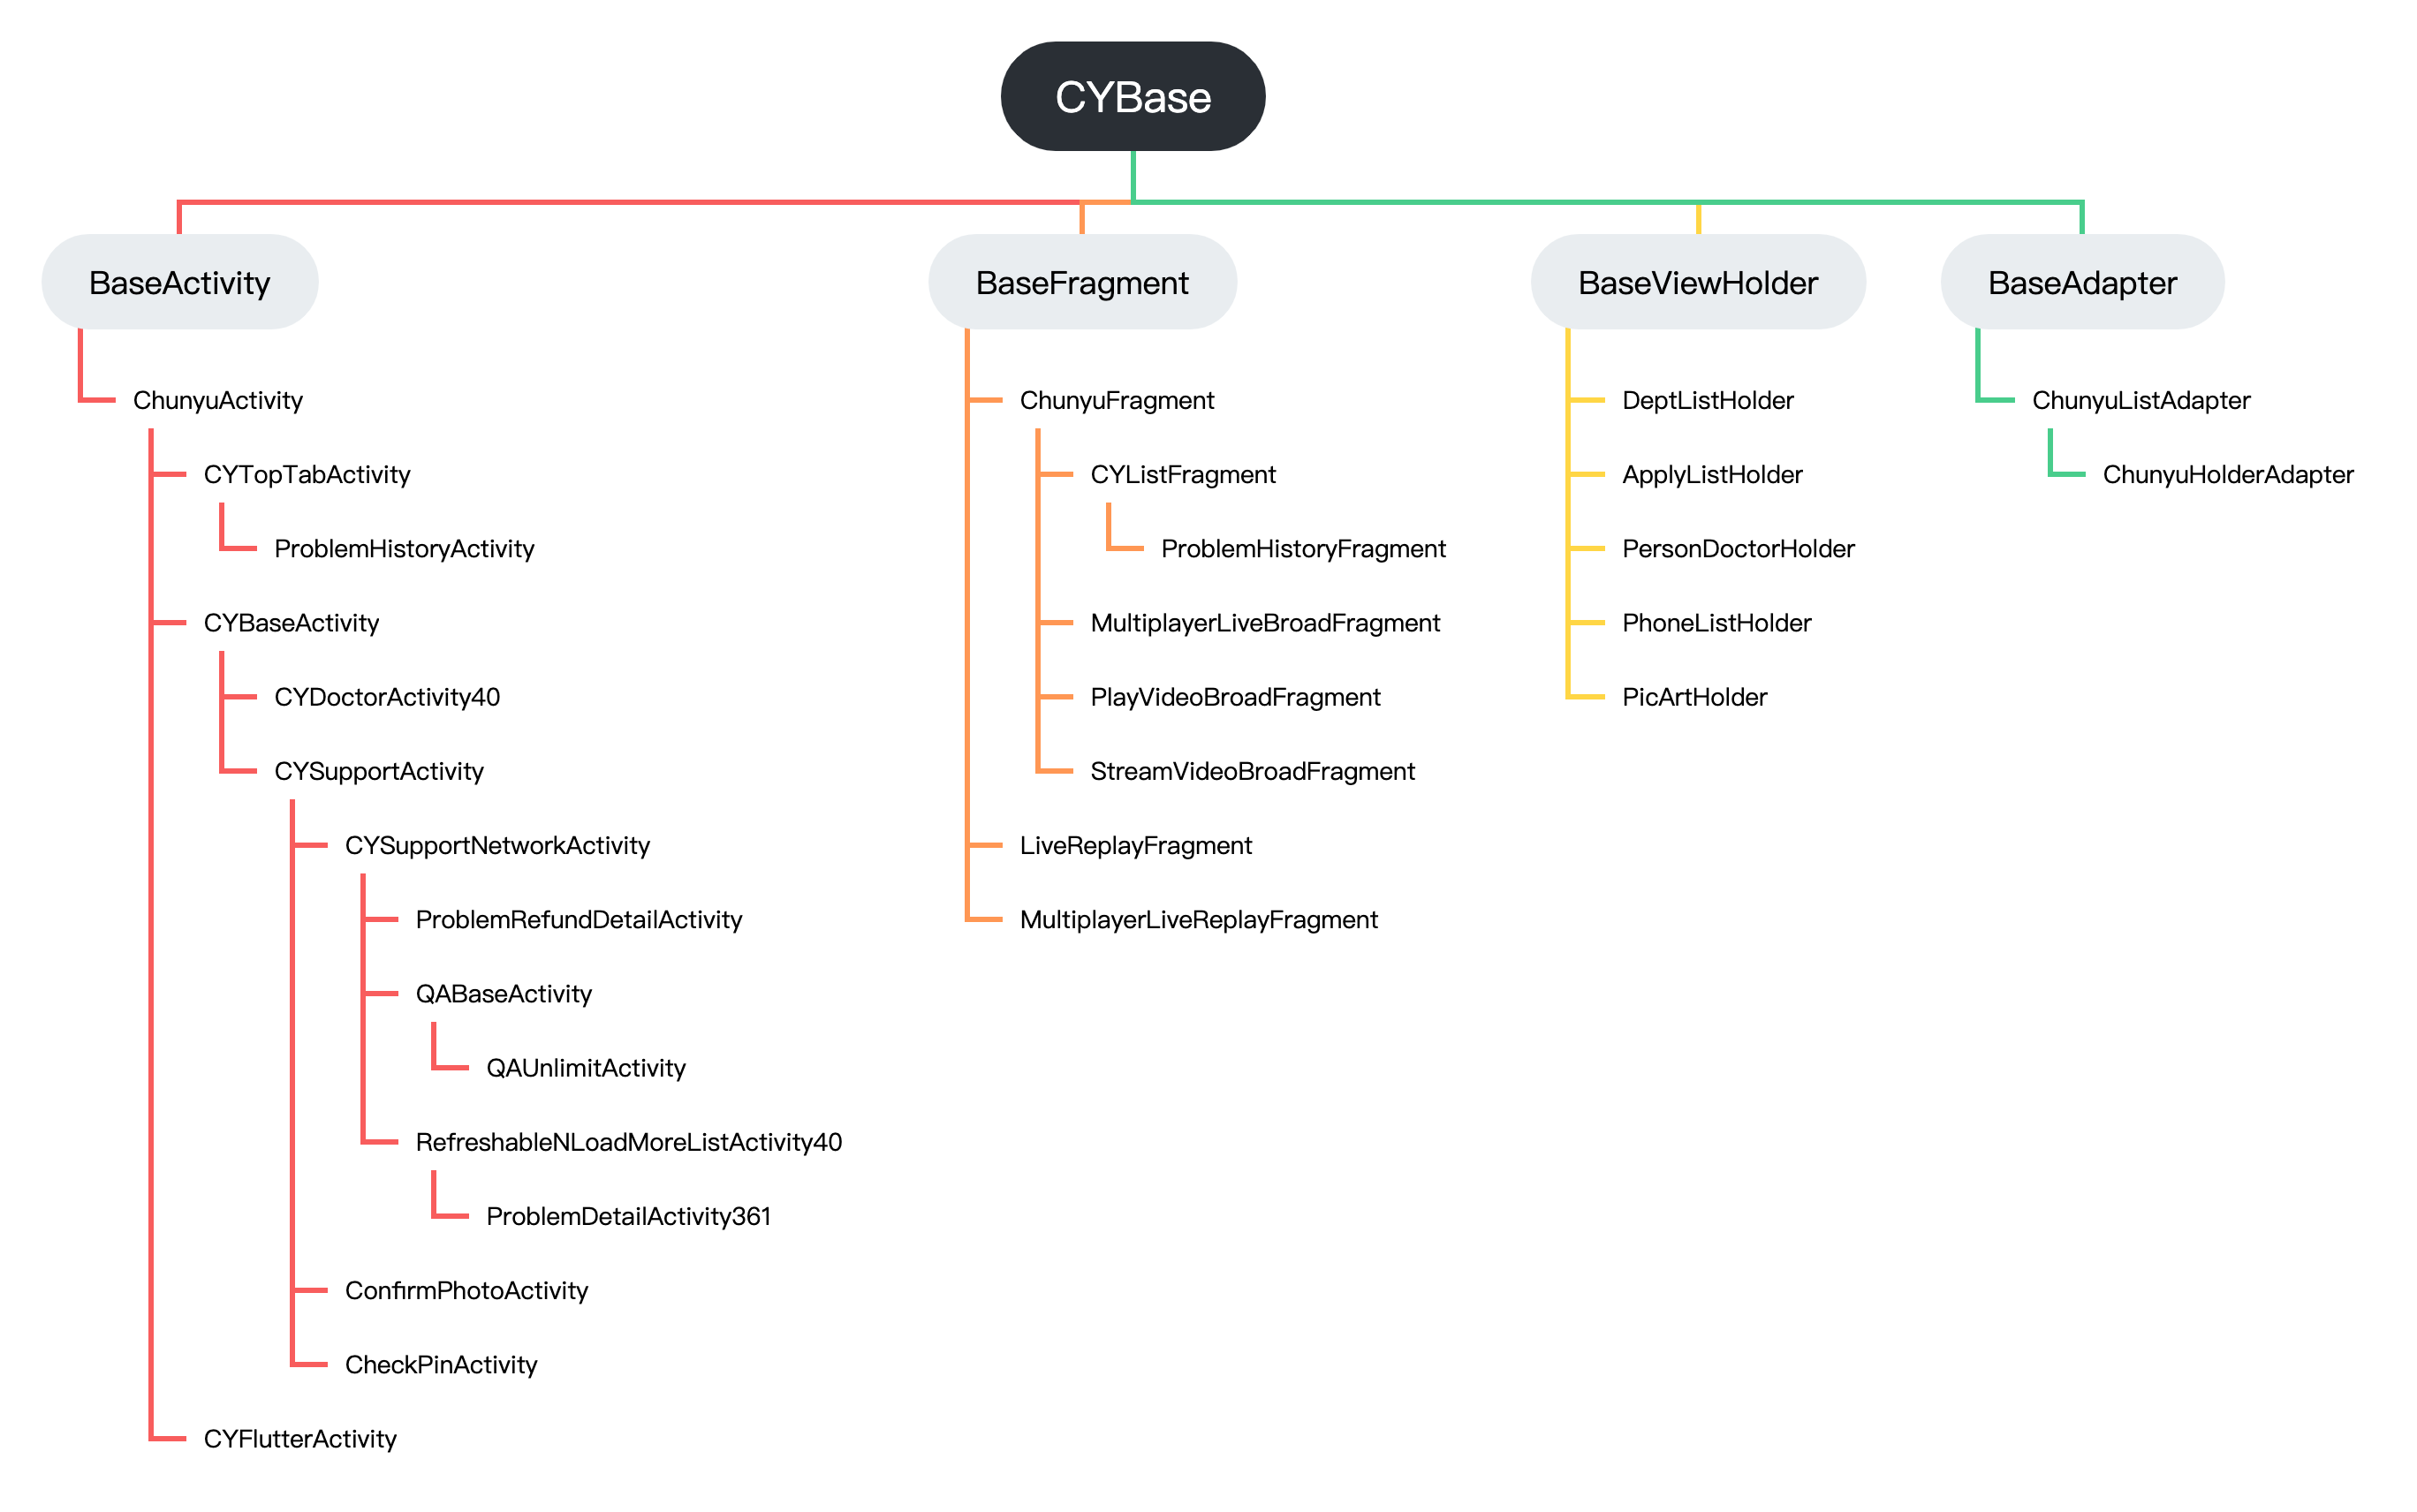 CYBase
BaseActivity
ChunyuActivity
CYTopTabActivity
ProblemHistoryActivity
CYBaseActivity
CYDoctorActivity40
CYSupportActivity
CYSupportNetworkActivity
ProblemRefundDetailActivity
QABaseActivity
QAUnlimitActivity
RefreshableNLoadMoreListActivity40
ProblemDetailActivity361
ConfirmPhotoActivity
CheckPinActivity
CYFlutterActivity
BaseFragment
ChunyuFragment
CYListFragment
ProblemHistoryFragment
MultiplayerLiveBroadFragment
PlayVideoBroadFragment
StreamVideoBroadFragment
LiveReplayFragment
MultiplayerLiveReplayFragment
BaseViewHolder
DeptListHolder
ApplyListHolder
PersonDoctorHolder
PhoneListHolder
PicArtHolder
BaseAdapter
ChunyuListAdapter
ChunyuHolderAdapter